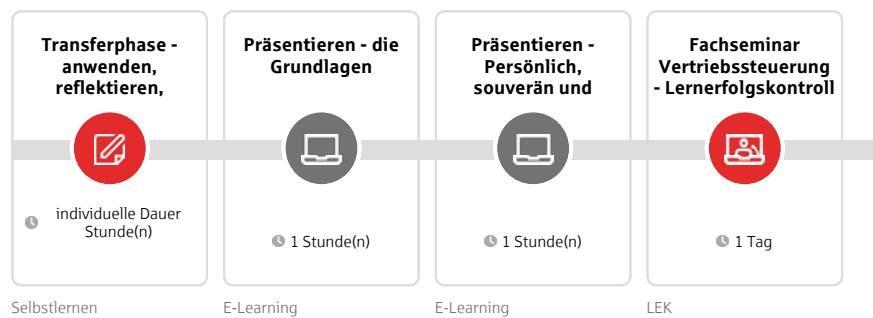 Transferphase -
anwenden,
reflektieren,
individuelle Dauer
Stunde(n)
Selbstlernen
Präsentieren - die
Grundlagen
1 Stunde(n)
E-Learning
Präsentieren -
Persönlich,
souverän und
1 Stunde(n)
E-Learning
Fachseminar
Vertriebssteuerung
- Lernerfolgskontroll
1 Tag
LEK